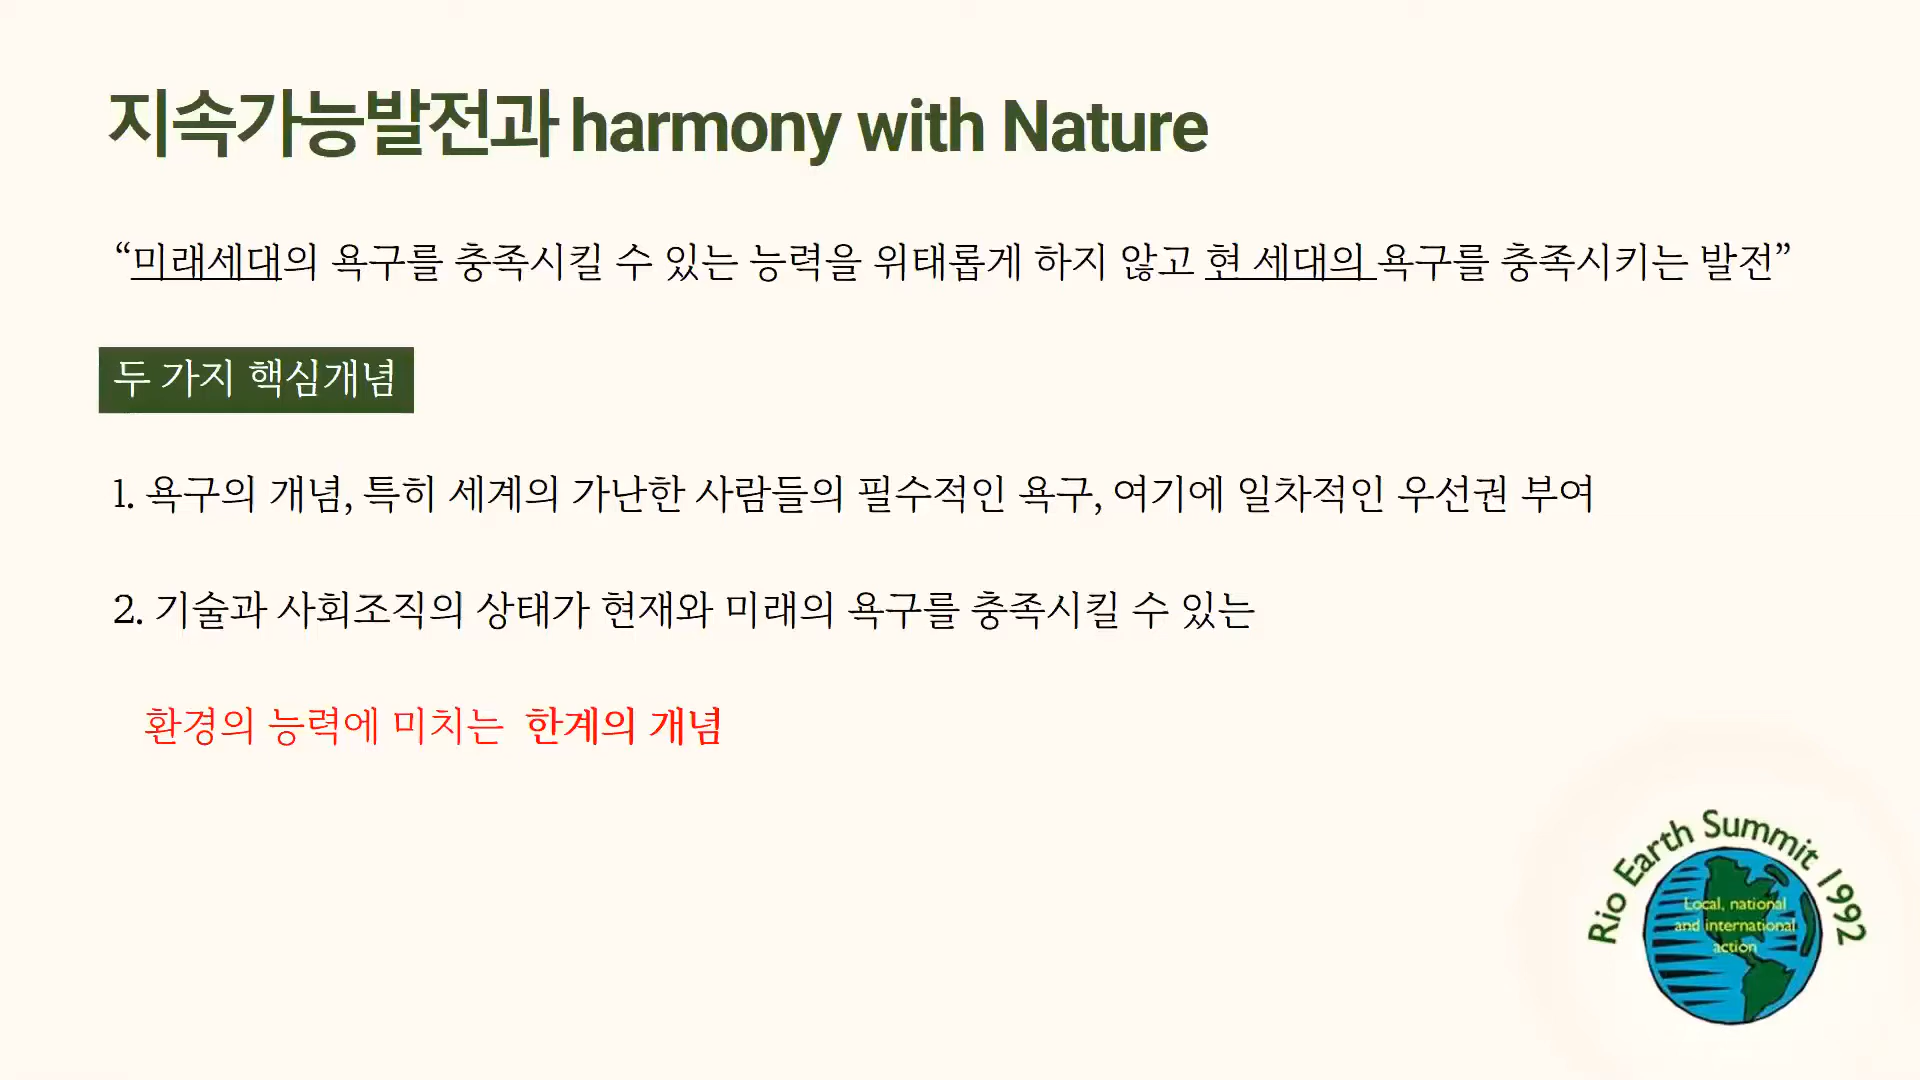 지속가능발전과 harmony with Nature
“미래세대의 욕구를 충족시킬 수 있는 능력을 위태롭게 하지 않고 현 세대의 욕구를 충족시키는 발전”
두 가지 핵심개념
1. 욕구의 개념, 특히 세계의 가난한 사람들의 필수적인 욕구, 여기에 일차적인 우선권 부여
2. 기술과 사회조직의 상태가 현재와 미래의 욕구를 충족시킬 수 있는
환경의 능력에 미치는 한계의 개념
Rio Earth Summit 1992
Local, national
and international
action